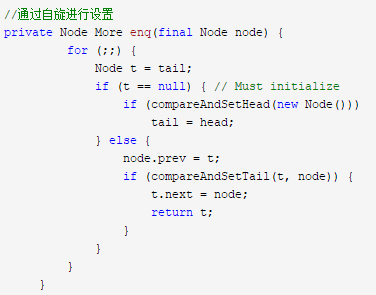 //通过自旋进行设置
private Node More enq(final Node node) {
for (;;) {
Node t = tail;
if (t == null) { // Must initialize
if (compareAndSetHead(new Node()))
tail = head;
} else {
node.prev = t;
if (compareAndSetTail(t, node)) {
t.next = node;
return t;
}
}
}
}